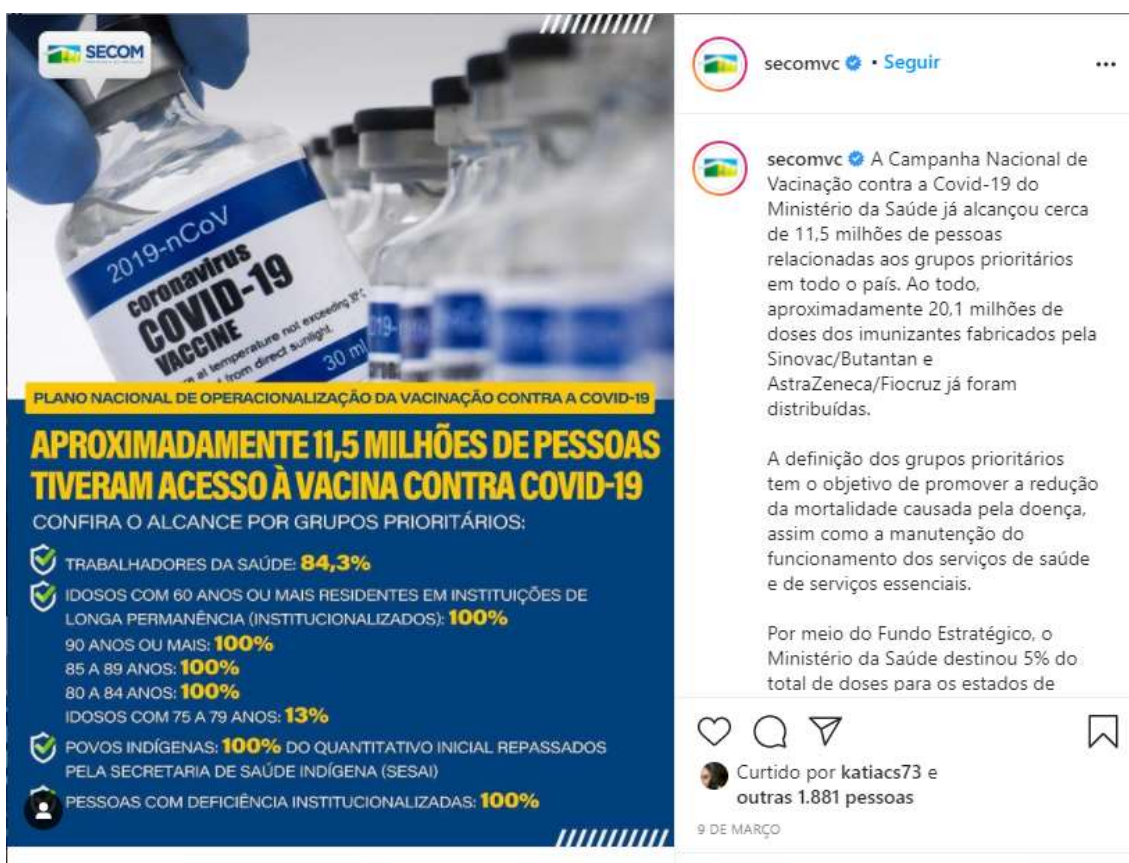 SECOM
2019-nCoV
coronavirus
COVID-19
VACCINE
at temperature not exceeding
from direct sunlight.
30 ml
PLANO NACIONAL DE OPERACIONALIZAÇÃO DA VACINAÇÃO CONTRA A COVID-19
APROXIMADAMENTE 11,5 MILHÕES DE PESSOAS
TIVERAM ACESSO À VACINA CONTRA COVID-19
CONFIRA O ALCANCE POR GRUPOS PRIORITÁRIOS:
TRABALHADORES DA SAÚDE: 84,3%
IDOSOS COM 60 ANOS OU MAIS RESIDENTES EM INSTITUIÇÕES DE
LONGA PERMANÊNCIA (INSTITUCIONALIZADOS): 100%
90 ANOS OU MAIS: 100%
85 A 89 ANOS: 100%
80 A 84 ANOS: 100%
IDOSOS COM 75 A 79 ANOS: 13%
POVOS INDÍGENAS: 100% DO QUANTITATIVO INICIAL REPASSADOS
PELA SECRETARIA DE SAÚDE INDÍGENA (SESAI)
PESSOAS COM DEFICIÊNCIA INSTITUCIONALIZADAS: 100%
secomvc • Seguir
secomvc A Campanha Nacional de
Vacinação contra a Covid-19 do
Ministério da Saúde já alcançou cerca
de 11,5 milhões de pessoas
relacionadas aos grupos prioritários
em todo o país. Ao todo,
aproximadamente 20,1 milhões de
doses dos imunizantes fabricados pela
Sinovac/Butantan e
AstraZeneca/Fiocruz já foram
distribuídas.
A definição dos grupos prioritários
tem o objetivo de promover a redução
da mortalidade causada pela doença,
assim como a manutenção do
funcionamento dos serviços de saúde
e de serviços essenciais.
Por meio do Fundo Estratégico, o
Ministério da Saúde destinou 5% do
total de doses para os estados de
Curtido por katiacs73 e
outras 1.881 pessoas
9 DE MARÇO